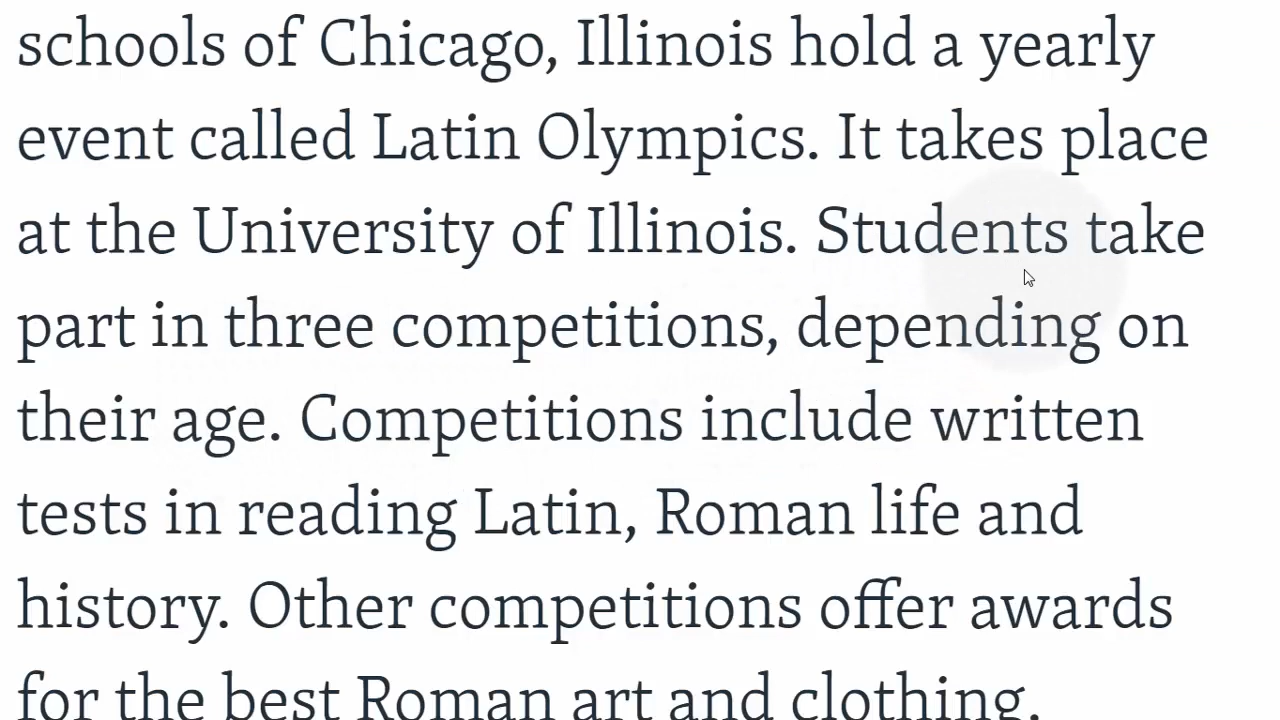 schools of Chicago, Illinois hold a yearly
event called Latin Olympics. It takes place
at the University of Illinois. Students take
part in three competitions, depending on
their age. Competitions include written
tests in reading Latin, Roman life and
history. Other competitions offer awards
for the best Roman art and clothing.